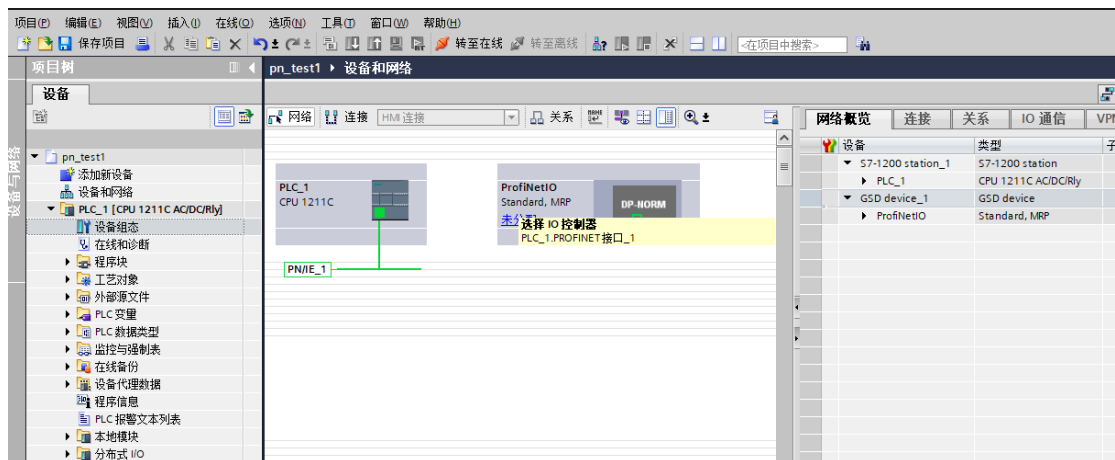 项目(P) 编辑(E) 视图(V) 插入(I) 在线(O) 选项(N) 工具(T) 窗口(W) 帮助(H)
保存项目 转至在线 转至离线 <在项目中搜索>
项目树 pn_test1 设备和网络
设备
网络 连接 HMI 连接 关系
网络概览 连接 关系 IO 通信 VPN
设备 类型 子
设备与网络
pn_test1
添加新设备
设备和网络
PLC_1 [CPU 1211C AC/DC/Rly]
设备组态
在线和诊断
程序块
工艺对象
外部源文件
PLC 变量
PLC 数据类型
监控与强制表
在线备份
设备代理数据
程序信息
PLC 报警文本列表
本地模块
分布式 I/O
PLC_1
CPU 1211C
PN/IE_1
ProfiNetIO
Standard, MRP
DP-NORM
选择 IO 控制器
PLC_1.PROFINET 接口_1
S7-1200 station_1 S7-1200 station
PLC_1 CPU 1211C AC/DC/Rly
GSD device_1 GSD device
ProfiNetIO Standard, MRP